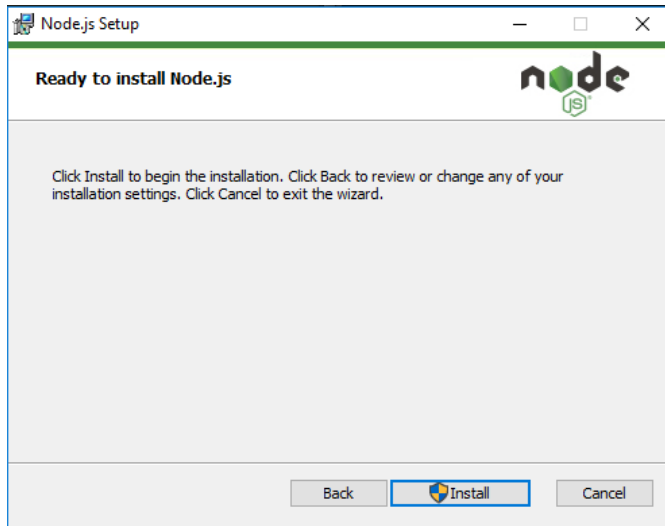 Node.js Setup
Ready to install Node.js
node
JS
Click Install to begin the installation. Click Back to review or change any of your
installation settings. Click Cancel to exit the wizard.
Back
Install
Cancel